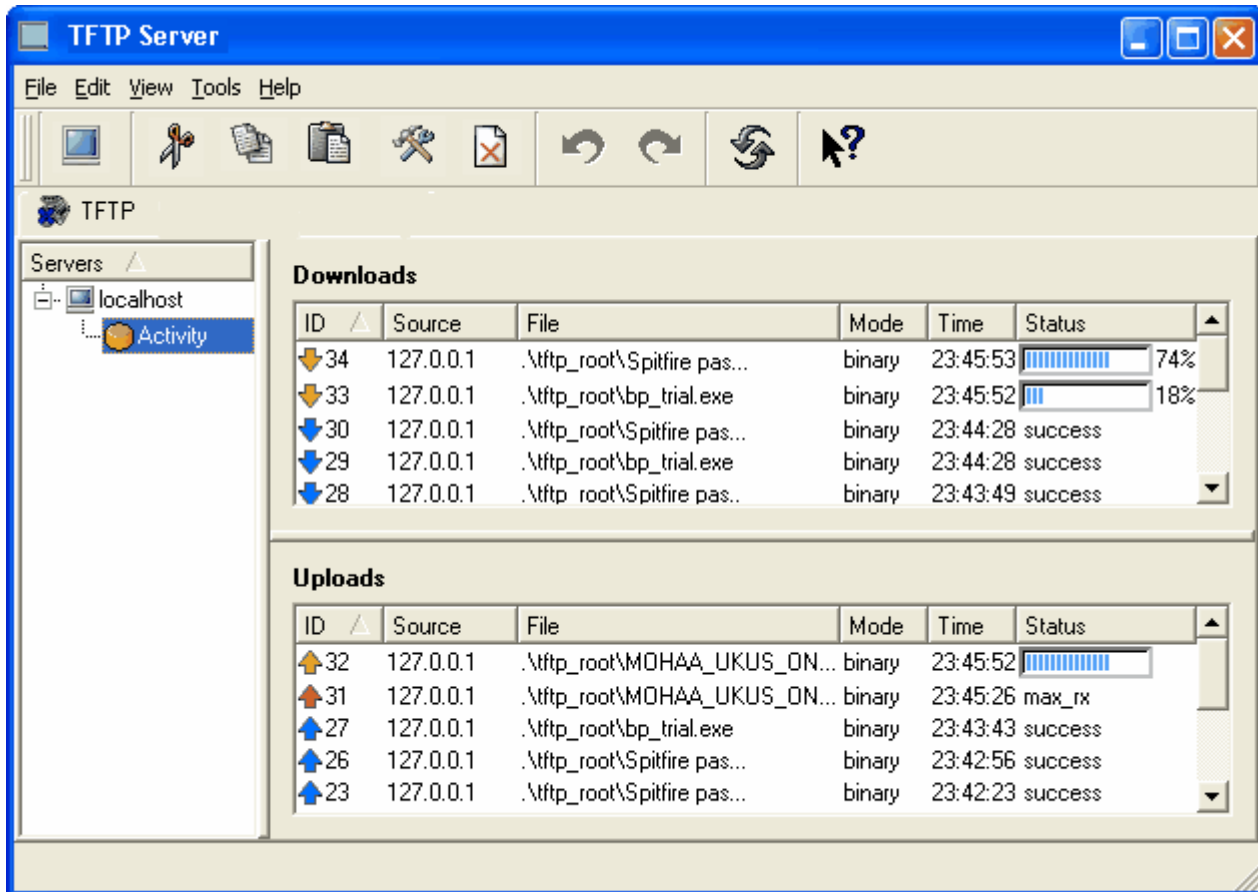 TFTP Server
File Edit View Tools Help
TFTP
Servers
localhost
Activity
Downloads
ID Source File Mode Time Status
34 127.0.0.1 .\tftp_root\Spitfire pas... binary 23:45:53 74%
33 127.0.0.1 .\tftp_root\bp_trial.exe binary 23:45:52 18%
30 127.0.0.1 .\tftp_root\Spitfire pas... binary 23:44:28 success
29 127.0.0.1 .\tftp_root\bp_trial.exe binary 23:44:28 success
28 127.0.0.1 .\tftp_root\Spitfire pas.. binary 23:43:49 success
Uploads
ID Source File Mode Time Status
32 127.0.0.1 .\tftp_root\MOHAA_UKUS_ON... binary 23:45:52
31 127.0.0.1 .\tftp_root\MOHAA_UKUS_ON... binary 23:45:26 max_rx
27 127.0.0.1 .\tftp_root\bp_trial.exe binary 23:43:43 success
26 127.0.0.1 .\tftp_root\Spitfire pas... binary 23:42:56 success
23 127.0.0.1 .\tftp_root\Spitfire pas... binary 23:42:23 success